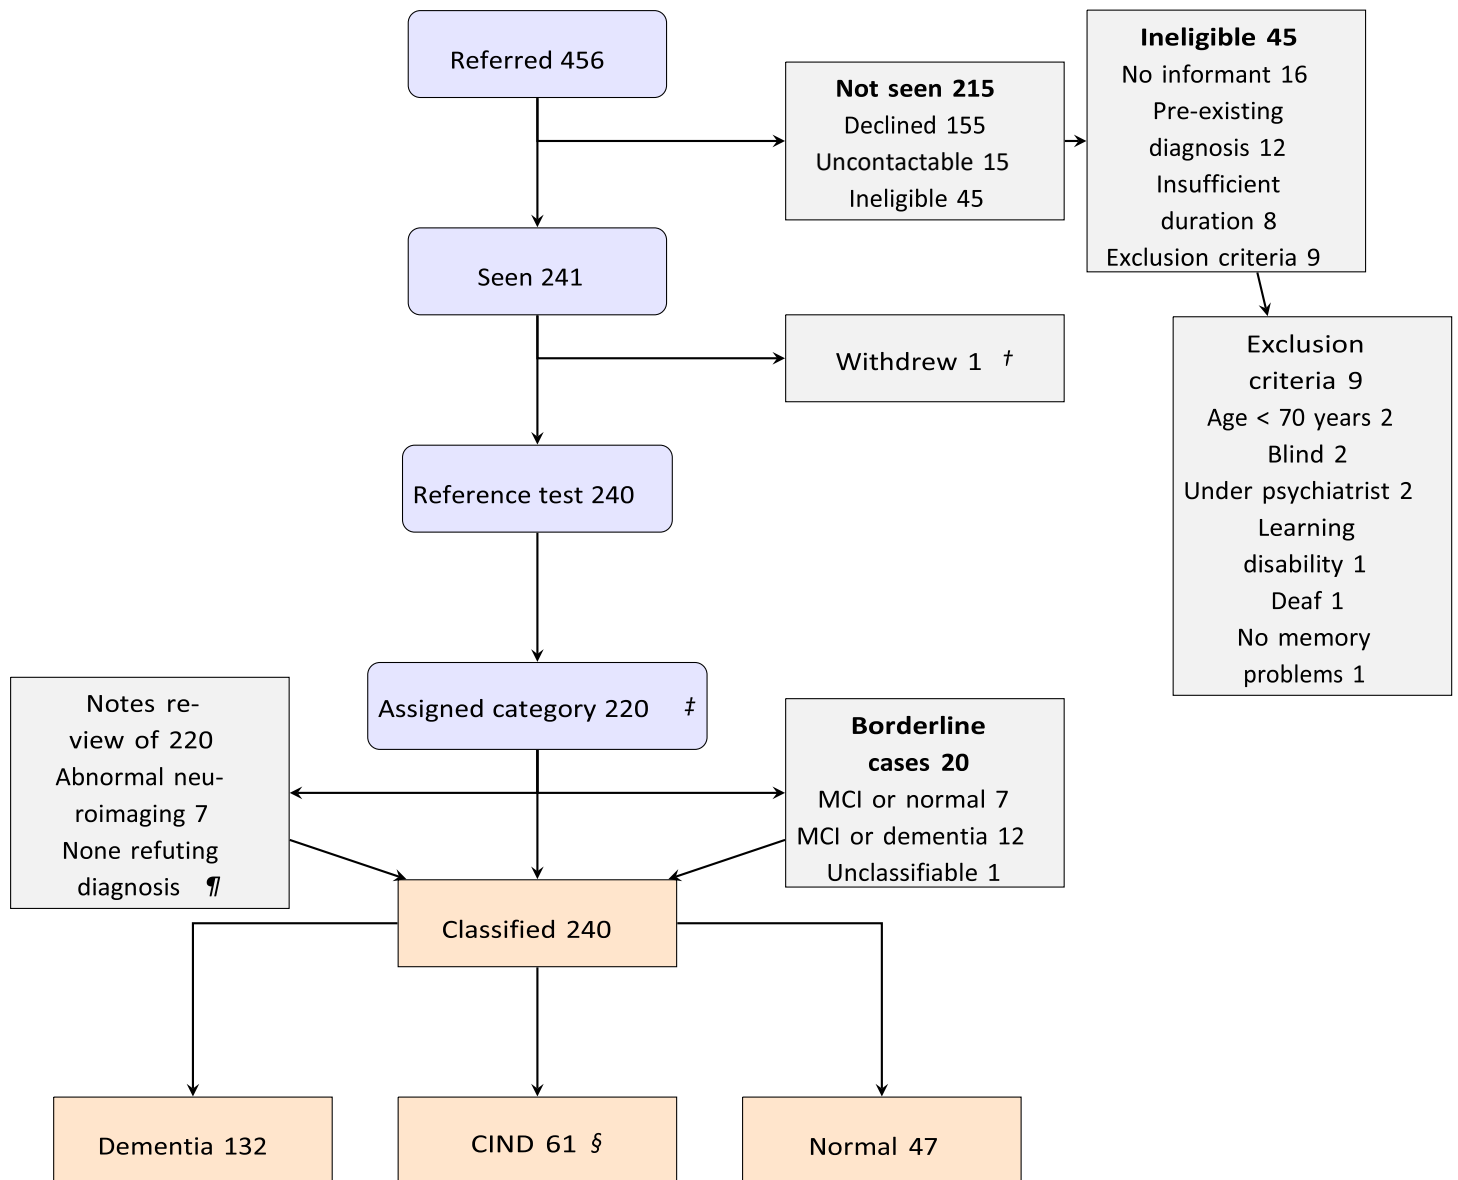 Referred 456
Not seen 215
Declined 155
Uncontactable 15
Ineligible 45
Ineligible 45
No informant 16
Pre-existing
diagnosis 12
Insufficient
duration 8
Exclusion criteria 9
Seen 241
Withdrew 1 †
Exclusion
criteria 9
Age < 70 years 2
Blind 2
Under psychiatrist 2
Learning
disability 1
Deaf 1
No memory
problems 1
Reference test 240
Assigned category 220 ‡
Notes re-
view of 220
Abnormal neu-
roimaging 7
None refuting
diagnosis ¶
Borderline
cases 20
MCI or normal 7
MCI or dementia 12
Unclassifiable 1
Classified 240
Dementia 132
CIND 61 §
Normal 47